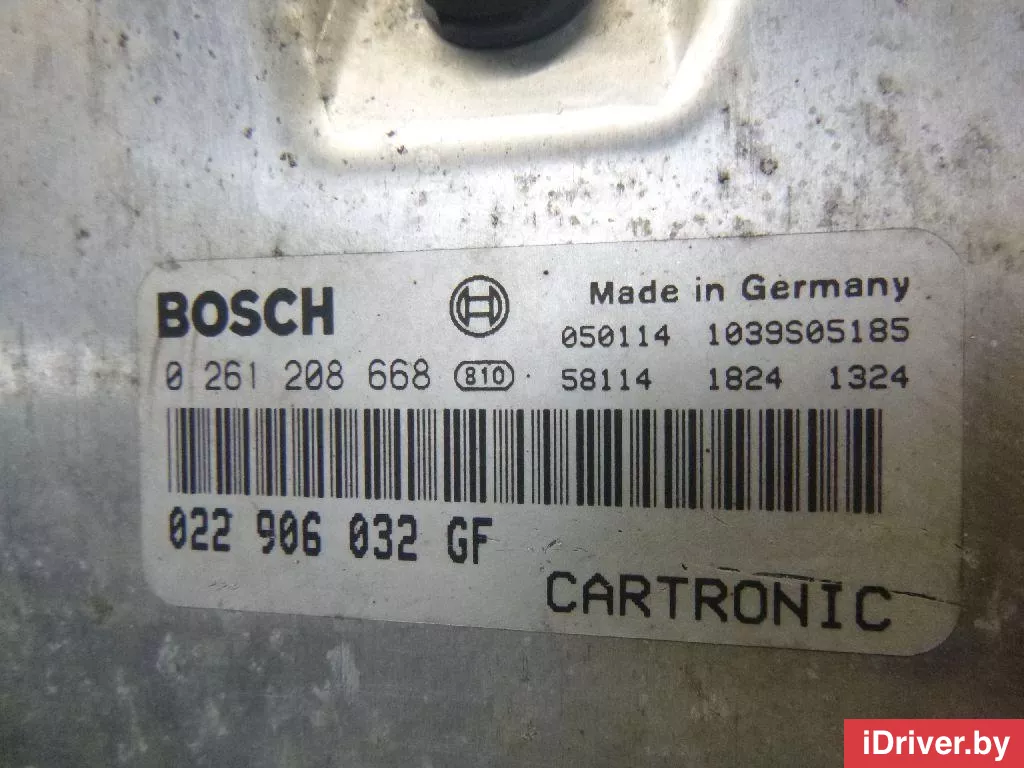 BOSCH
Made in Germany
050114 1039S05185
0 261 208 668 810 58114 1824 1324
022 906 032 GF
CARTRONIC
iDriver.by